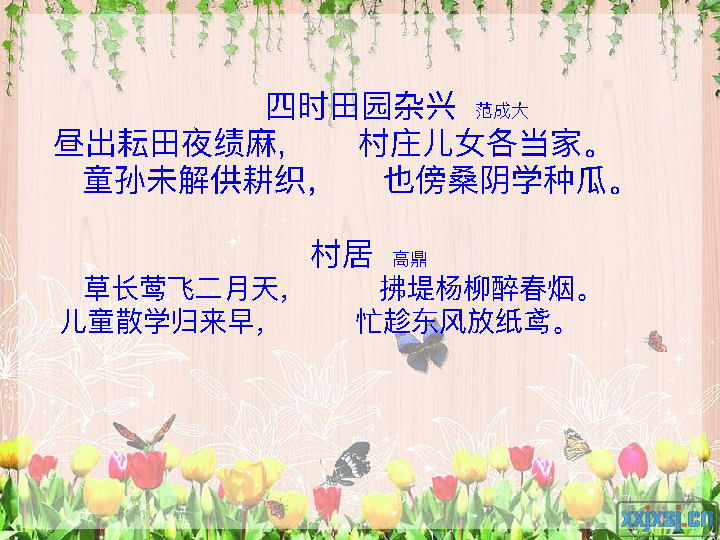 四时田园杂兴 范成大
昼出耘田夜绩麻, 村庄儿女各当家。
童孙未解供耕织, 也傍桑阴学种瓜。
村居 高鼎
草长莺飞二月天, 拂堤杨柳醉春烟。
儿童散学归来早, 忙趁东风放纸鸢。
xxjxsj.cn